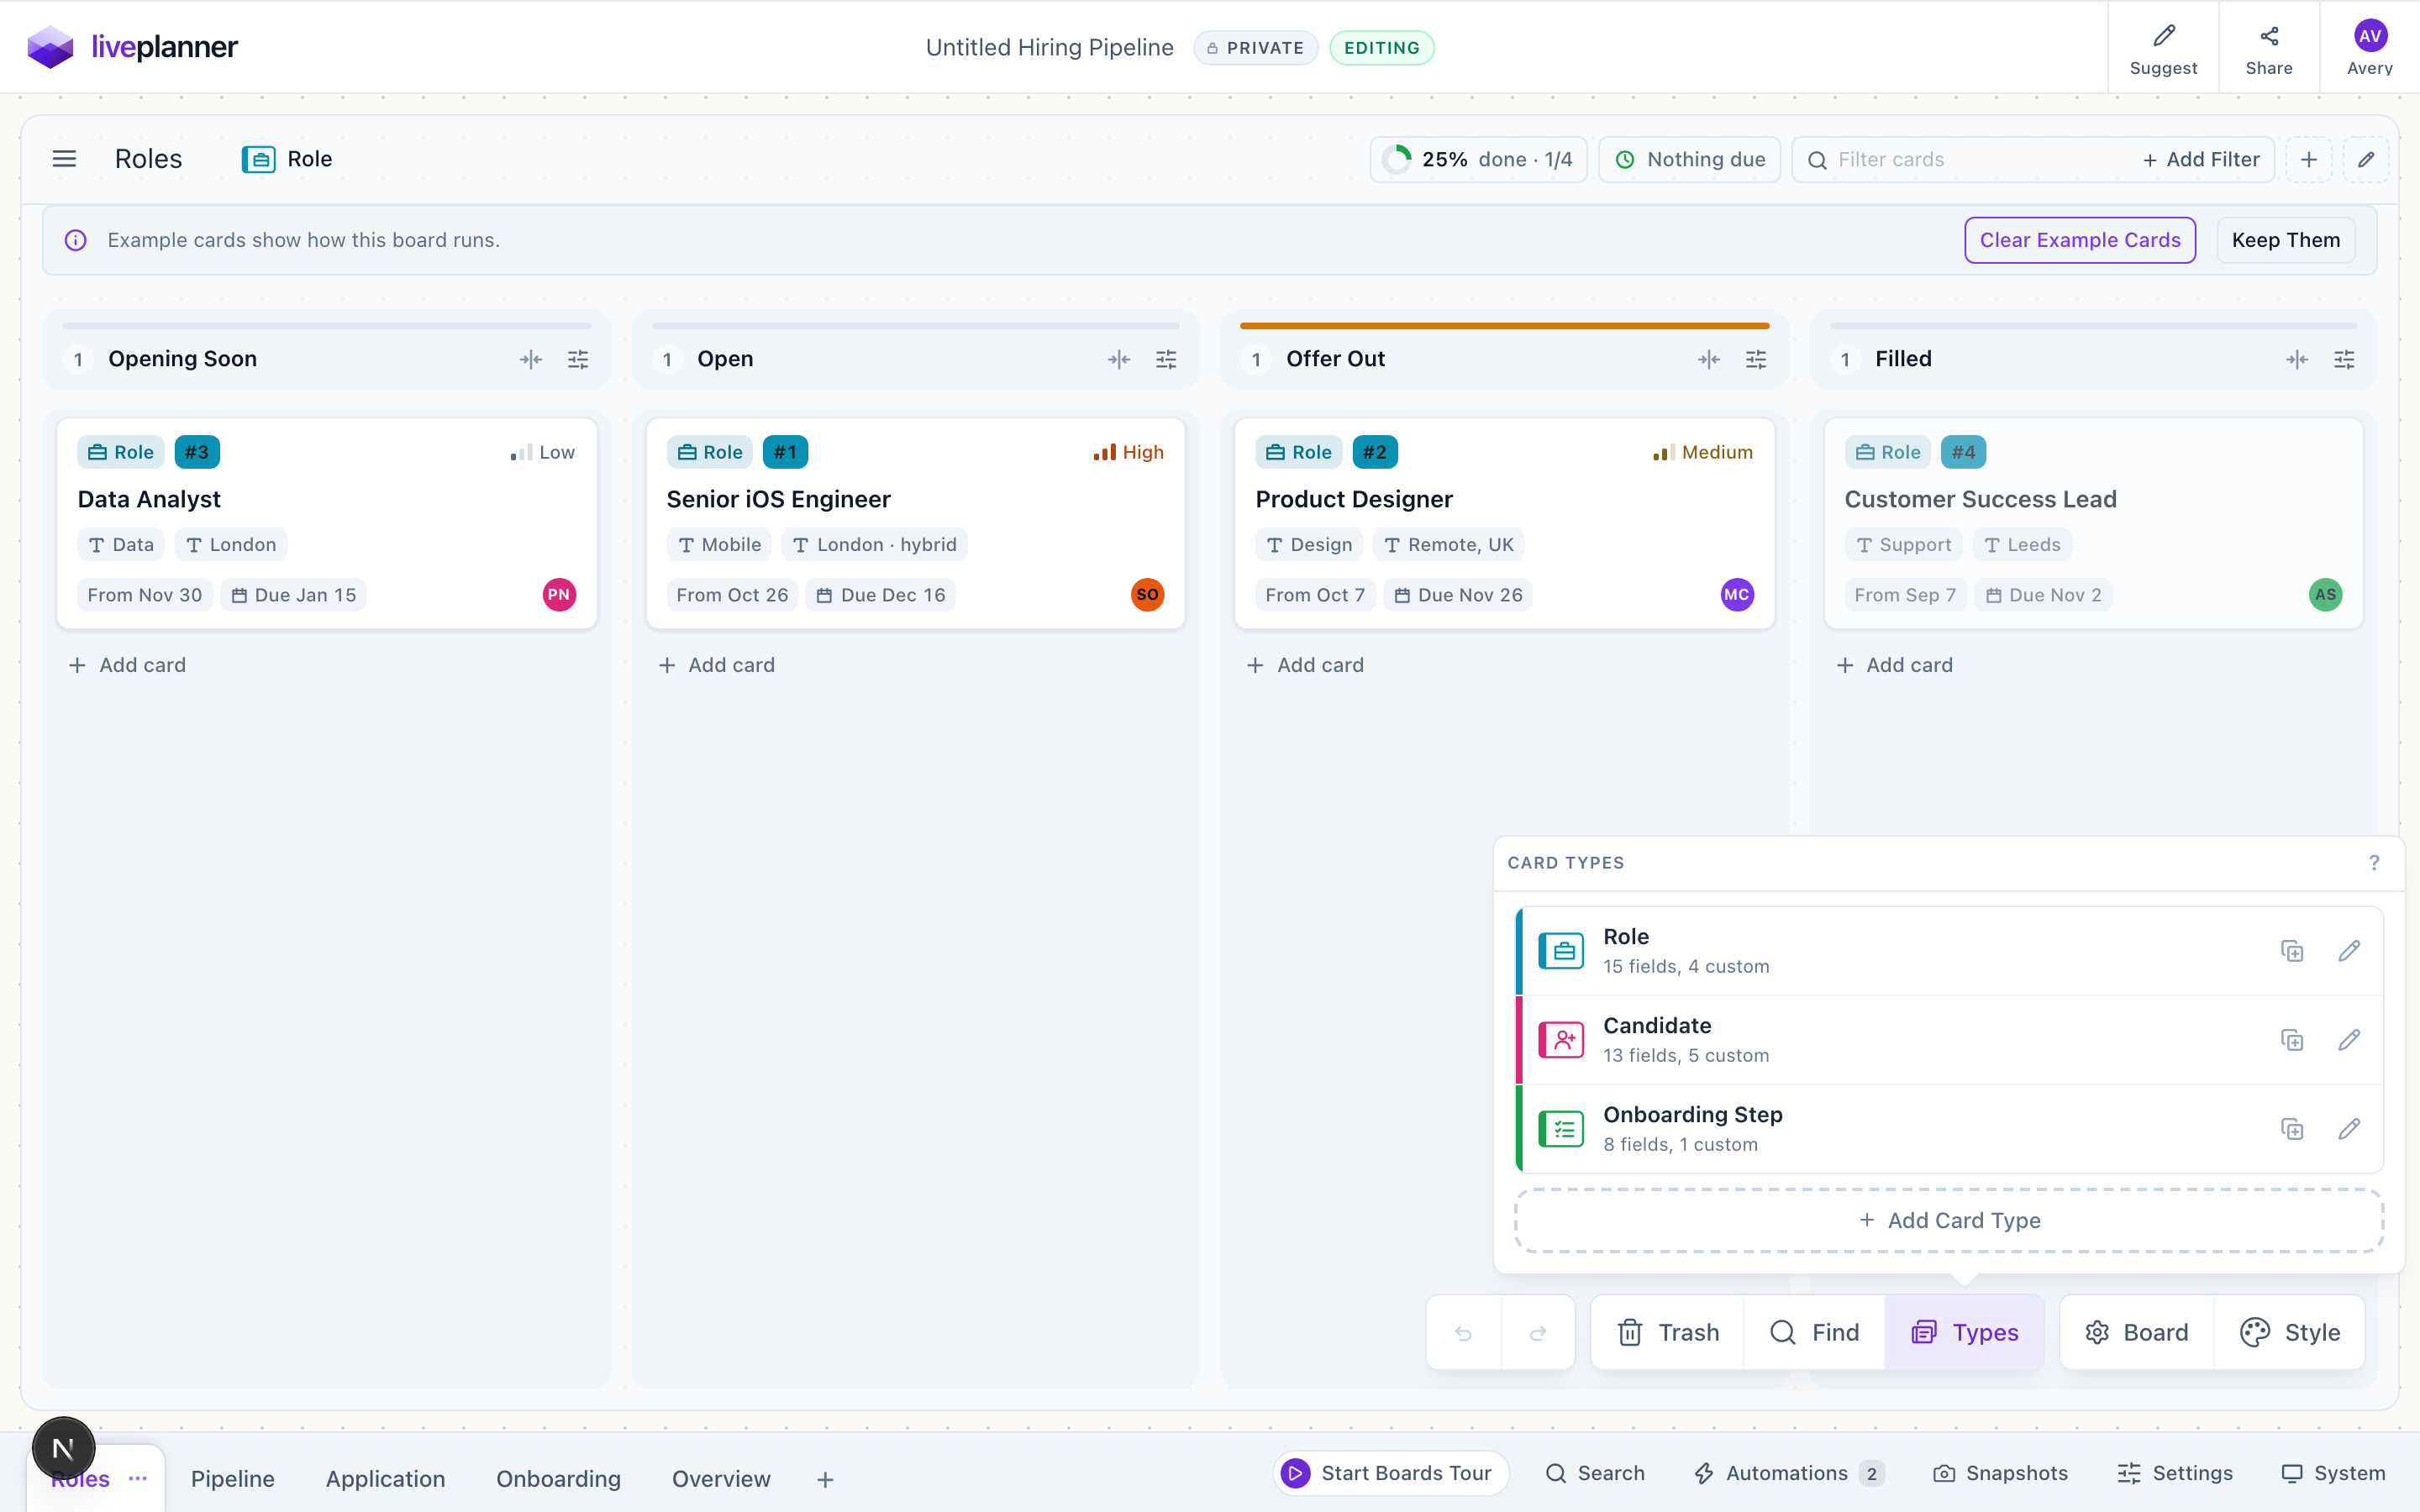 liveplanner
Untitled Hiring Pipeline
PRIVATE
EDITING
Suggest
Share
AV
Avery
Roles
Role
25% done · 1/4
Nothing due
Filter cards
+ Add Filter
Example cards show how this board runs.
Clear Example Cards
Keep Them
1 Opening Soon
1 Open
1 Offer Out
1 Filled
Role #3 Low
Data Analyst
Data London
From Nov 30 Due Jan 15 PN
+ Add card
Role #1 High
Senior iOS Engineer
Mobile London · hybrid
From Oct 26 Due Dec 16 SO
+ Add card
Role #2 Medium
Product Designer
Design Remote, UK
From Oct 7 Due Nov 26 MC
+ Add card
Role #4
Customer Success Lead
Support Leeds
From Sep 7 Due Nov 2 AS
+ Add card
CARD TYPES ?
Role
15 fields, 4 custom
Candidate
13 fields, 5 custom
Onboarding Step
8 fields, 1 custom
+ Add Card Type
Trash
Find
Types
Board
Style
N
Roles ···
Pipeline
Application
Onboarding
Overview
+
Start Boards Tour
Search
Automations 2
Snapshots
Settings
System